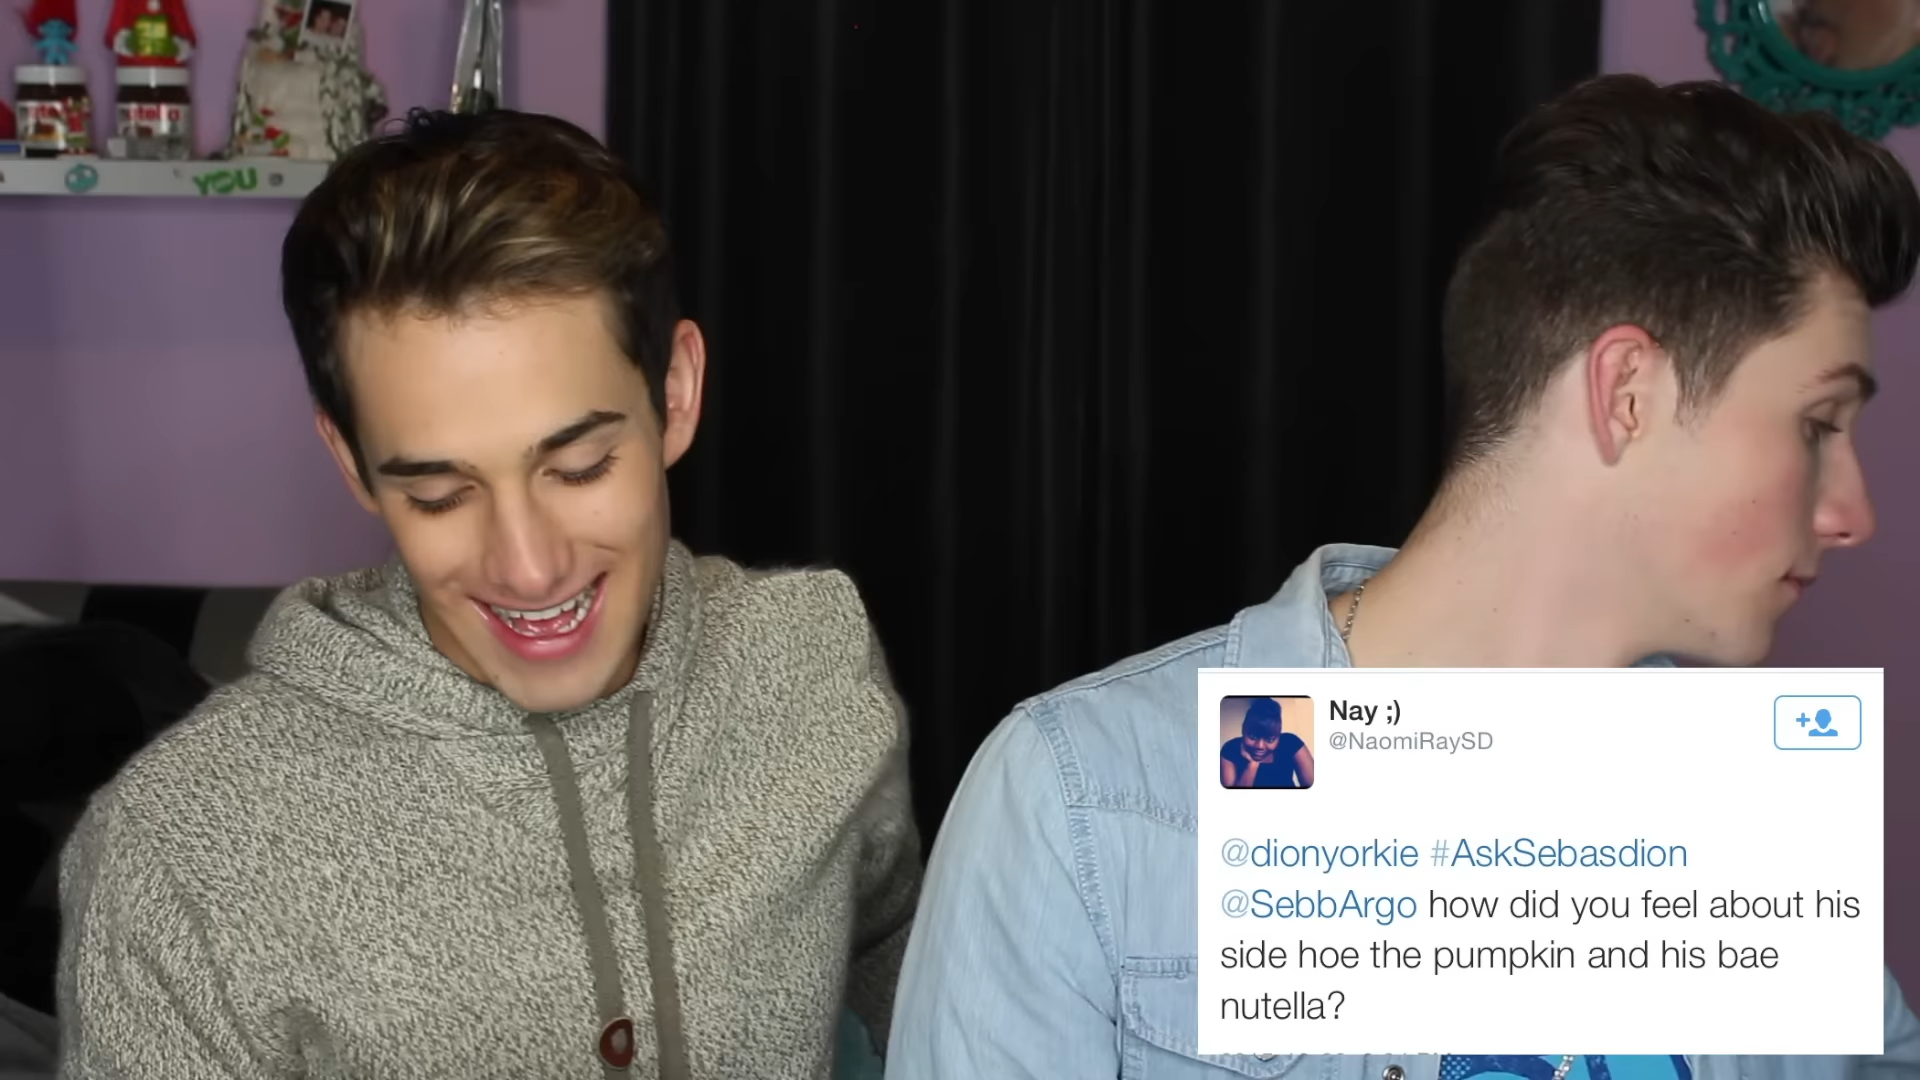 nutella
YOU
Nay ;)
@NaomiRaySD
@dionyorkie #AskSebasdion
@SebbArgo how did you feel about his
side hoe the pumpkin and his bae
nutella?